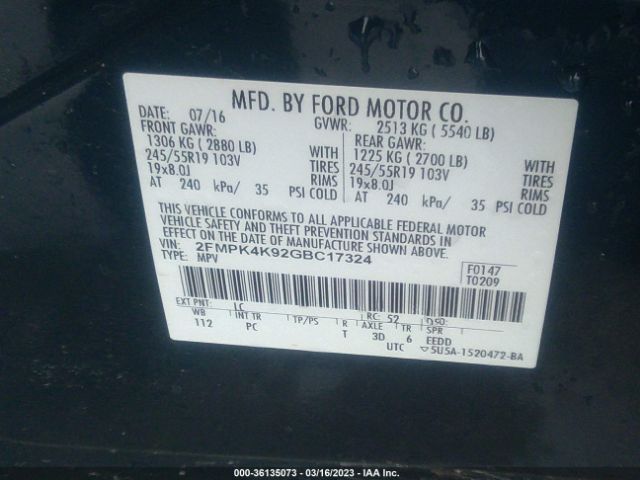 MFD. BY FORD MOTOR CO.
DATE: 07/16 GVWR: 2513 KG ( 5540 LB)
FRONT GAWR: REAR GAWR:
1306 KG ( 2880 LB) WITH 1225 KG ( 2700 LB) WITH
245/55R19 103V TIRES 245/55R19 103V TIRES
19x8.0J RIMS 19x8.0J RIMS
AT 240 kPa/ 35 PSI COLD AT 240 kPa/ 35 PSI COLD
THIS VEHICLE CONFORMS TO ALL APPLICABLE FEDERAL MOTOR
VEHICLE SAFETY AND THEFT PREVENTION STANDARDS IN
EFFECT ON THE DATE OF MANUFACTURE SHOWN ABOVE.
VIN: 2FMPK4K92GBC17324
TYPE: MPV
F0147
T0209
EXT PNT: LC RC: 52 DSO:
WB INT TR TP/PS R AXLE TR SPR
112 PC T 3D 6 EEDD
UTC ▽5U5A-1520472-BA
© IAA -000-36135073 - 03/16/2023 - IAAI.COM